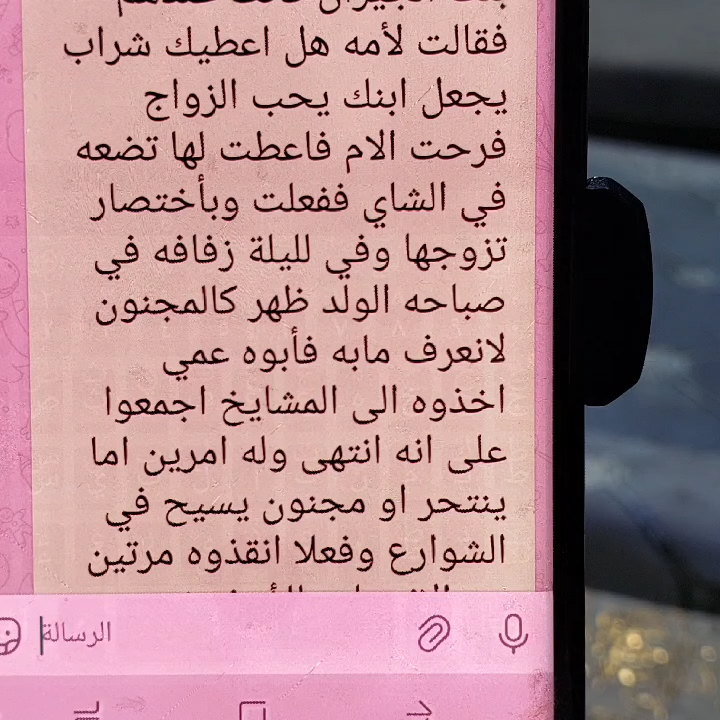 فقالت لأمه هل اعطيك شراب
يجعل ابنك يحب الزواج
فرحت الام فاعطت لها تضعه
في الشاي ففعلت وبأختصار
تزوجها وفي لليلة زفافه في
صباحه الولد ظهر كالمجنون
لانعرف مابه فأبوه عمي
اخذوه الى المشايخ اجمعوا
على انه انتهى وله امرين اما
ينتحر او مجنون يسيح في
الشوارع وفعلا انقذوه مرتين
الرسالة